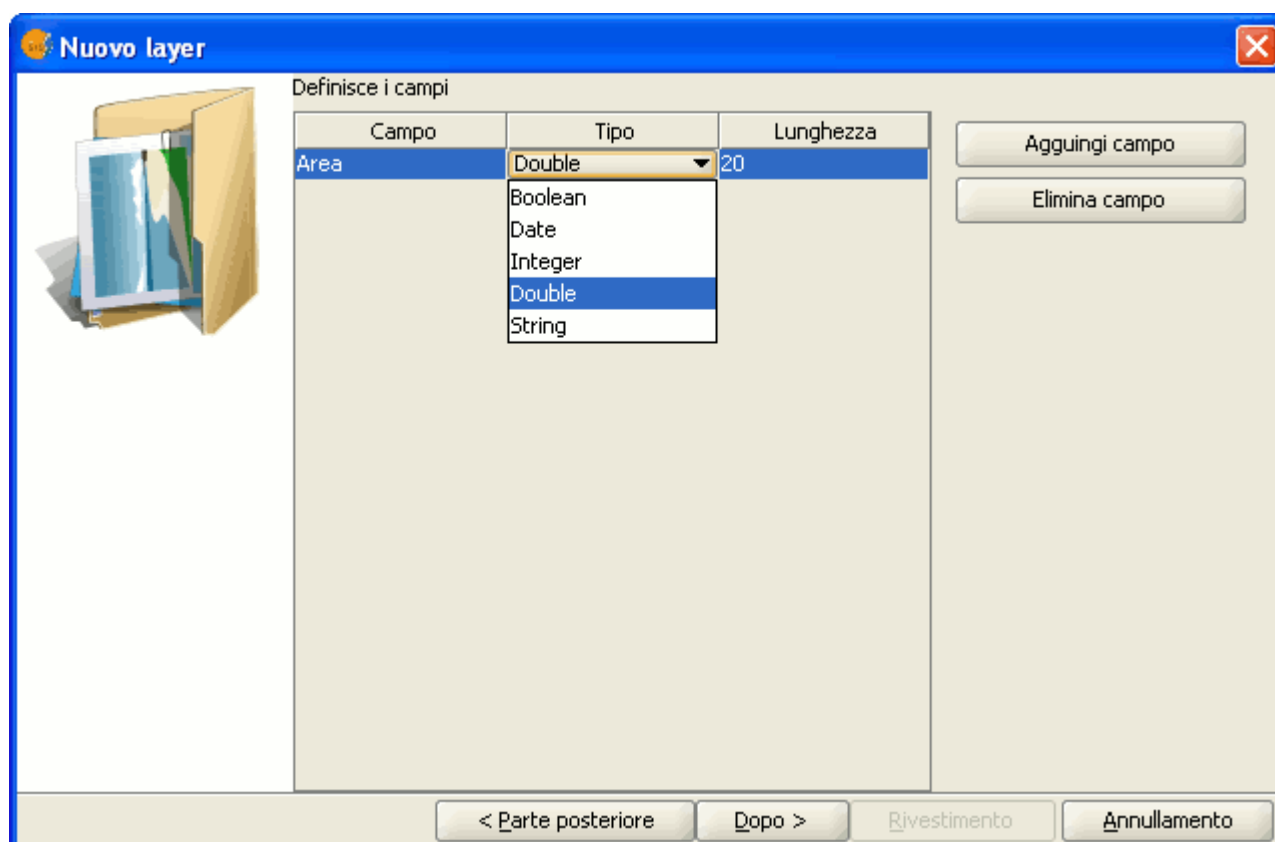 Nuovo layer
Definisce i campi
Campo Tipo Lunghezza
Area Double 20
Boolean
Date
Integer
Double
String
Agguingi campo
Elimina campo
< Parte posteriore Dopo > Rivestimento Annullamento